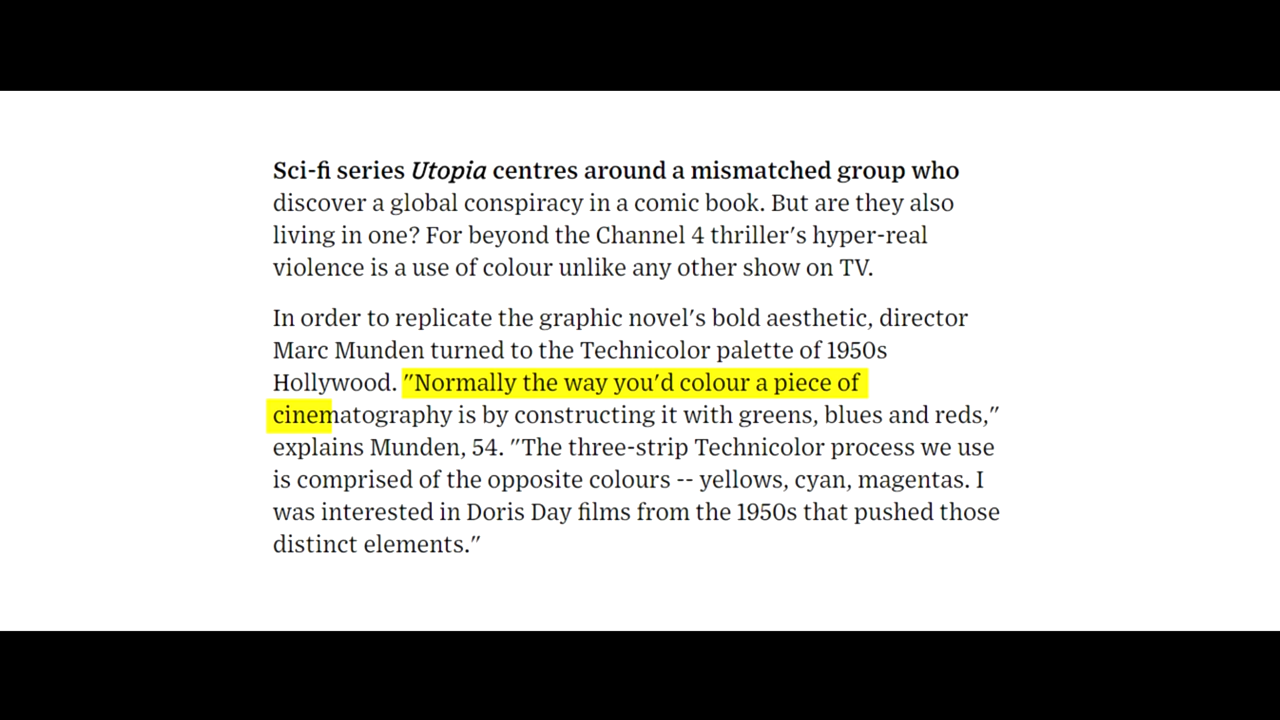 Sci-fi series Utopia centres around a mismatched group who
discover a global conspiracy in a comic book. But are they also
living in one? For beyond the Channel 4 thriller's hyper-real
violence is a use of colour unlike any other show on TV.
In order to replicate the graphic novel's bold aesthetic, director
Marc Munden turned to the Technicolor palette of 1950s
Hollywood. "Normally the way you'd colour a piece of
cinematography is by constructing it with greens, blues and reds,"
explains Munden, 54. "The three-strip Technicolor process we use
is comprised of the opposite colours -- yellows, cyan, magentas. I
was interested in Doris Day films from the 1950s that pushed those
distinct elements."